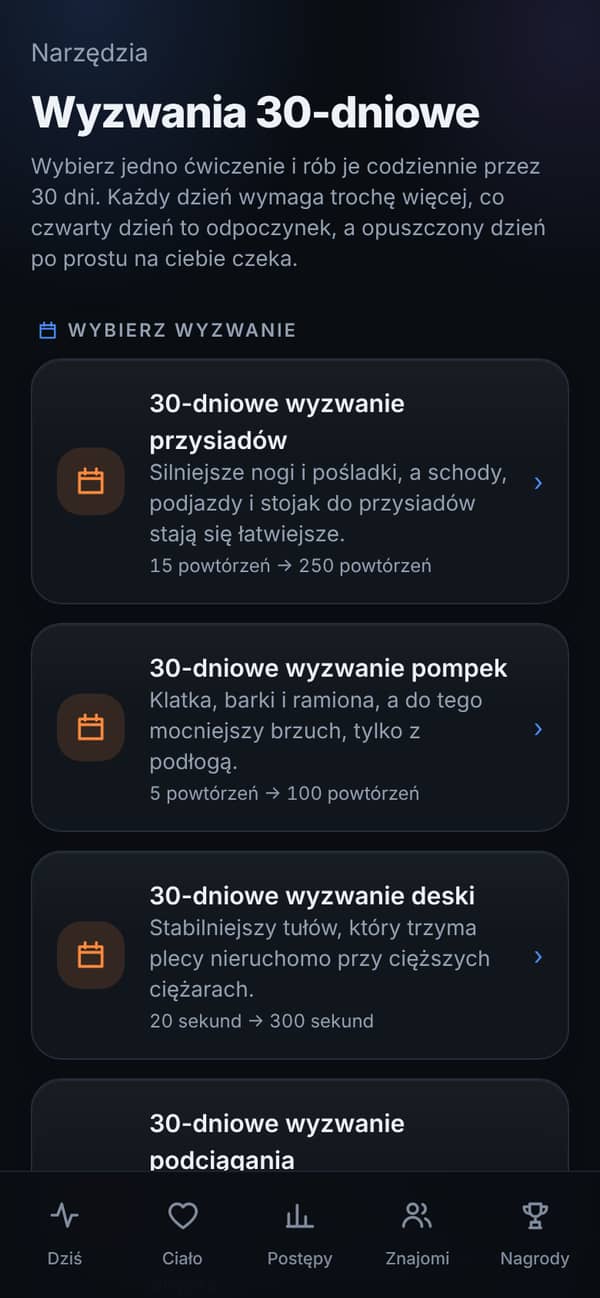 Narzędzia
Wyzwania 30-dniowe
Wybierz jedno ćwiczenie i rób je codziennie przez
30 dni. Każdy dzień wymaga trochę więcej, co
czwarty dzień to odpoczynek, a opuszczony dzień
po prostu na ciebie czeka.
WYBIERZ WYZWANIE
30-dniowe wyzwanie
przysiadów
Silniejsze nogi i pośladki, a schody,
podjazdy i stojak do przysiadów
stają się łatwiejsze.
15 powtórzeń → 250 powtórzeń
30-dniowe wyzwanie pompek
Klatka, barki i ramiona, a do tego
mocniejszy brzuch, tylko z
podłogą.
5 powtórzeń → 100 powtórzeń
30-dniowe wyzwanie deski
Stabilniejszy tułów, który trzyma
plecy nieruchomo przy cięższych
ciężarach.
20 sekund → 300 sekund
30-dniowe wyzwanie
podciągania
Dziś
Ciało
Postępy
Znajomi
Nagrody